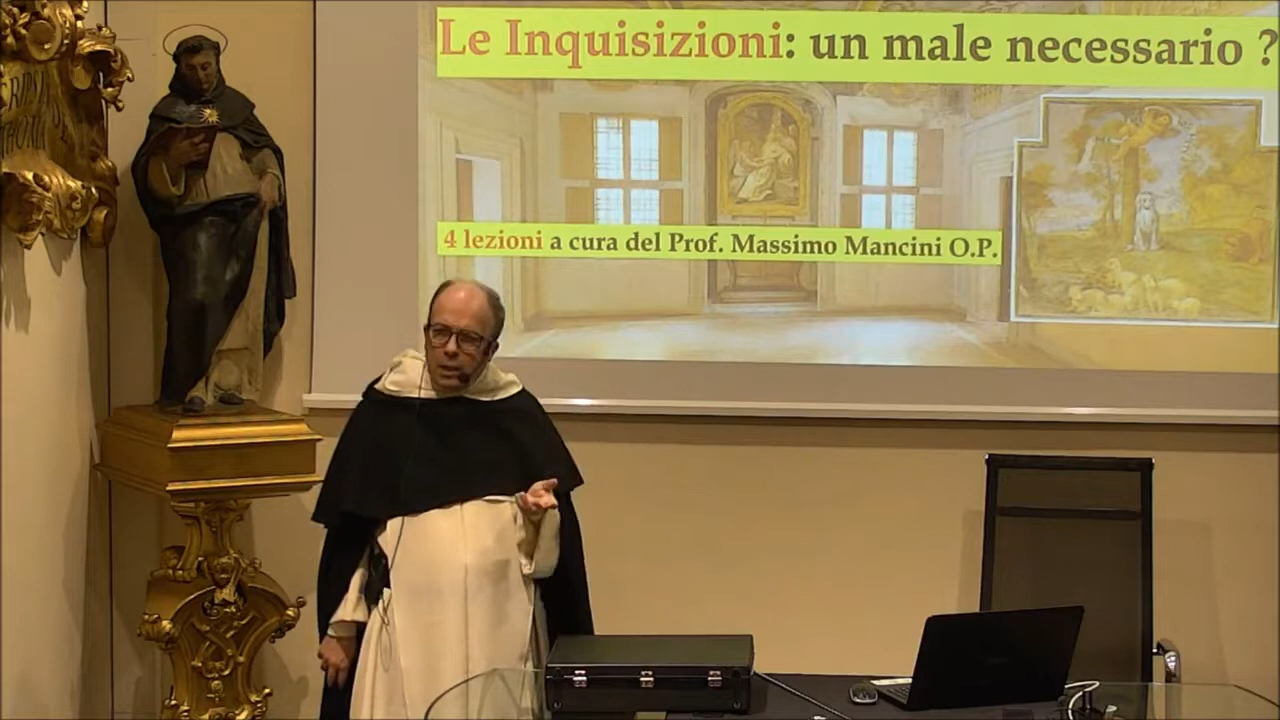 Le Inquisizioni: un male necessario ?
4 lezioni a cura del Prof. Massimo Mancini O.P.